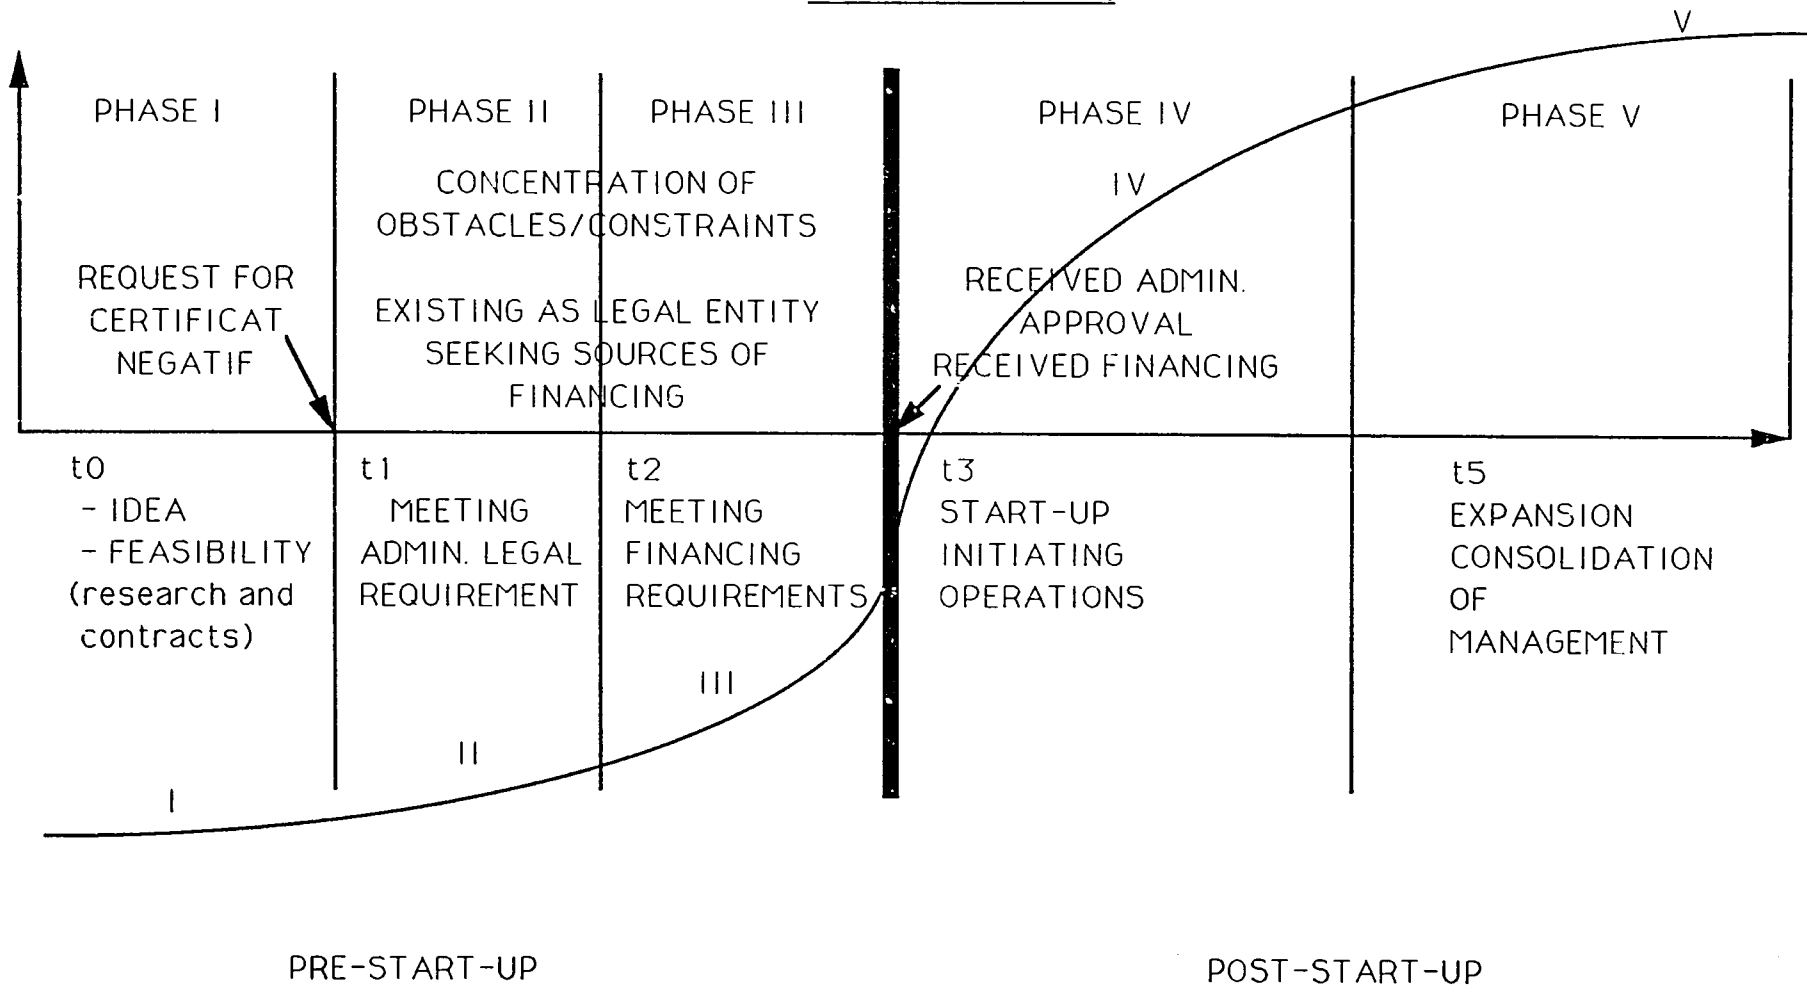 V
PHASE I
PHASE II
PHASE III
PHASE IV
PHASE V
CONCENTRATION OF
OBSTACLES/CONSTRAINTS
IV
REQUEST FOR
CERTIFICAT
NEGATIF
EXISTING AS LEGAL ENTITY
SEEKING SOURCES OF
FINANCING
RECEIVED ADMIN.
APPROVAL
RECEIVED FINANCING
t0
- IDEA
- FEASIBILITY
(research and
contracts)
t1
MEETING
ADMIN. LEGAL
REQUIREMENT
t2
MEETING
FINANCING
REQUIREMENTS
t3
START-UP
INITIATING
OPERATIONS
t5
EXPANSION
CONSOLIDATION
OF
MANAGEMENT
III
II
I
PRE-START-UP
POST-START-UP